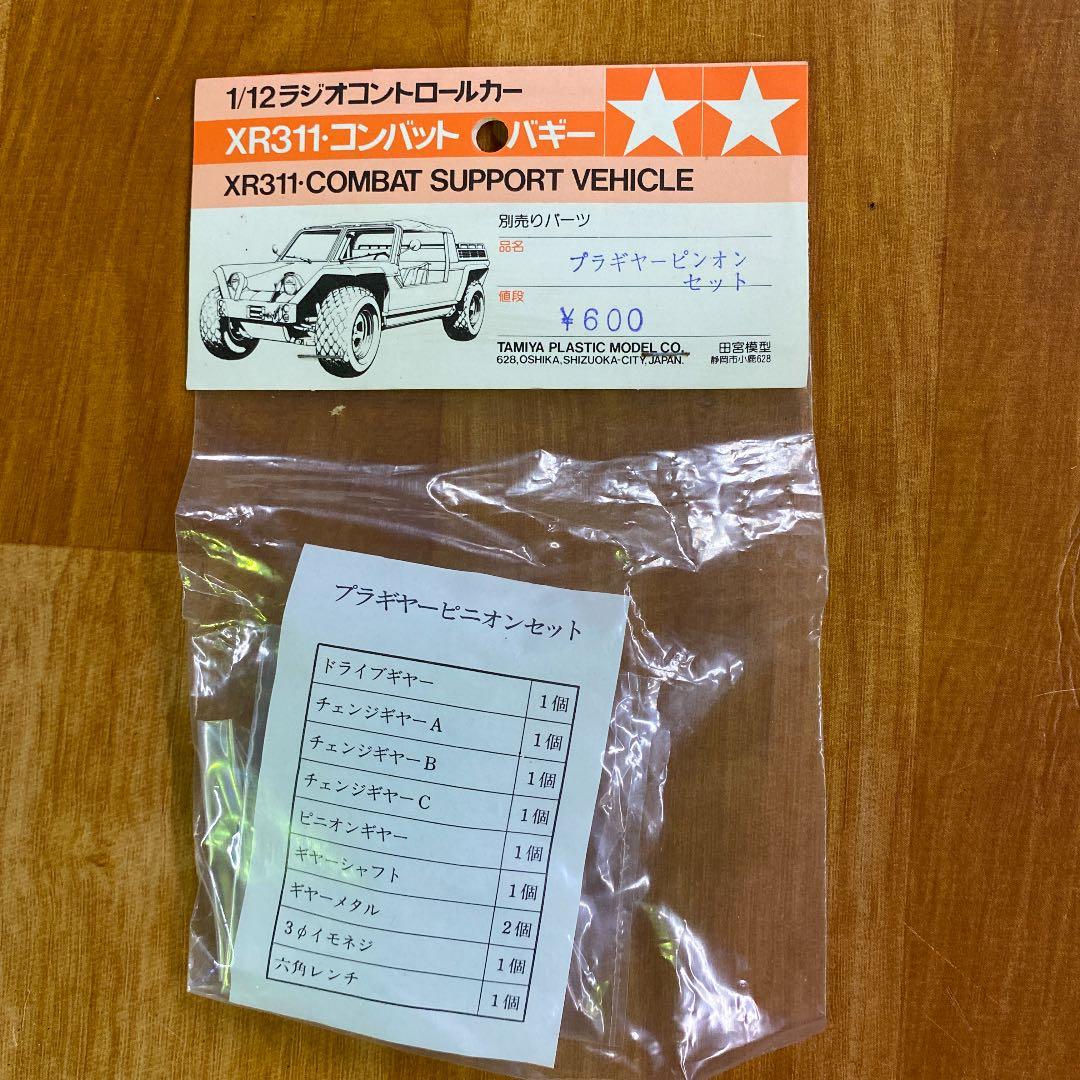 1/12ラジオコントロールカー
XR311・コンバット バギー
XR311・COMBAT SUPPORT VEHICLE
別売りパーツ
品名
プラギヤーピンオン
セット
値段
¥600
TAMIYA PLASTIC MODEL CO. 田宮模型
628, OSHIKA, SHIZUOKA-CITY, JAPAN. 静岡市小鹿628
プラギヤーピニオンセット
ドライブギヤー 1個
チェンジギヤーA 1個
チェンジギヤーB 1個
チェンジギヤーC 1個
ピニオンギヤー 1個
ギヤーシャフト 1個
ギヤーメタル 2個
3φイモネジ 1個
六角レンチ 1個